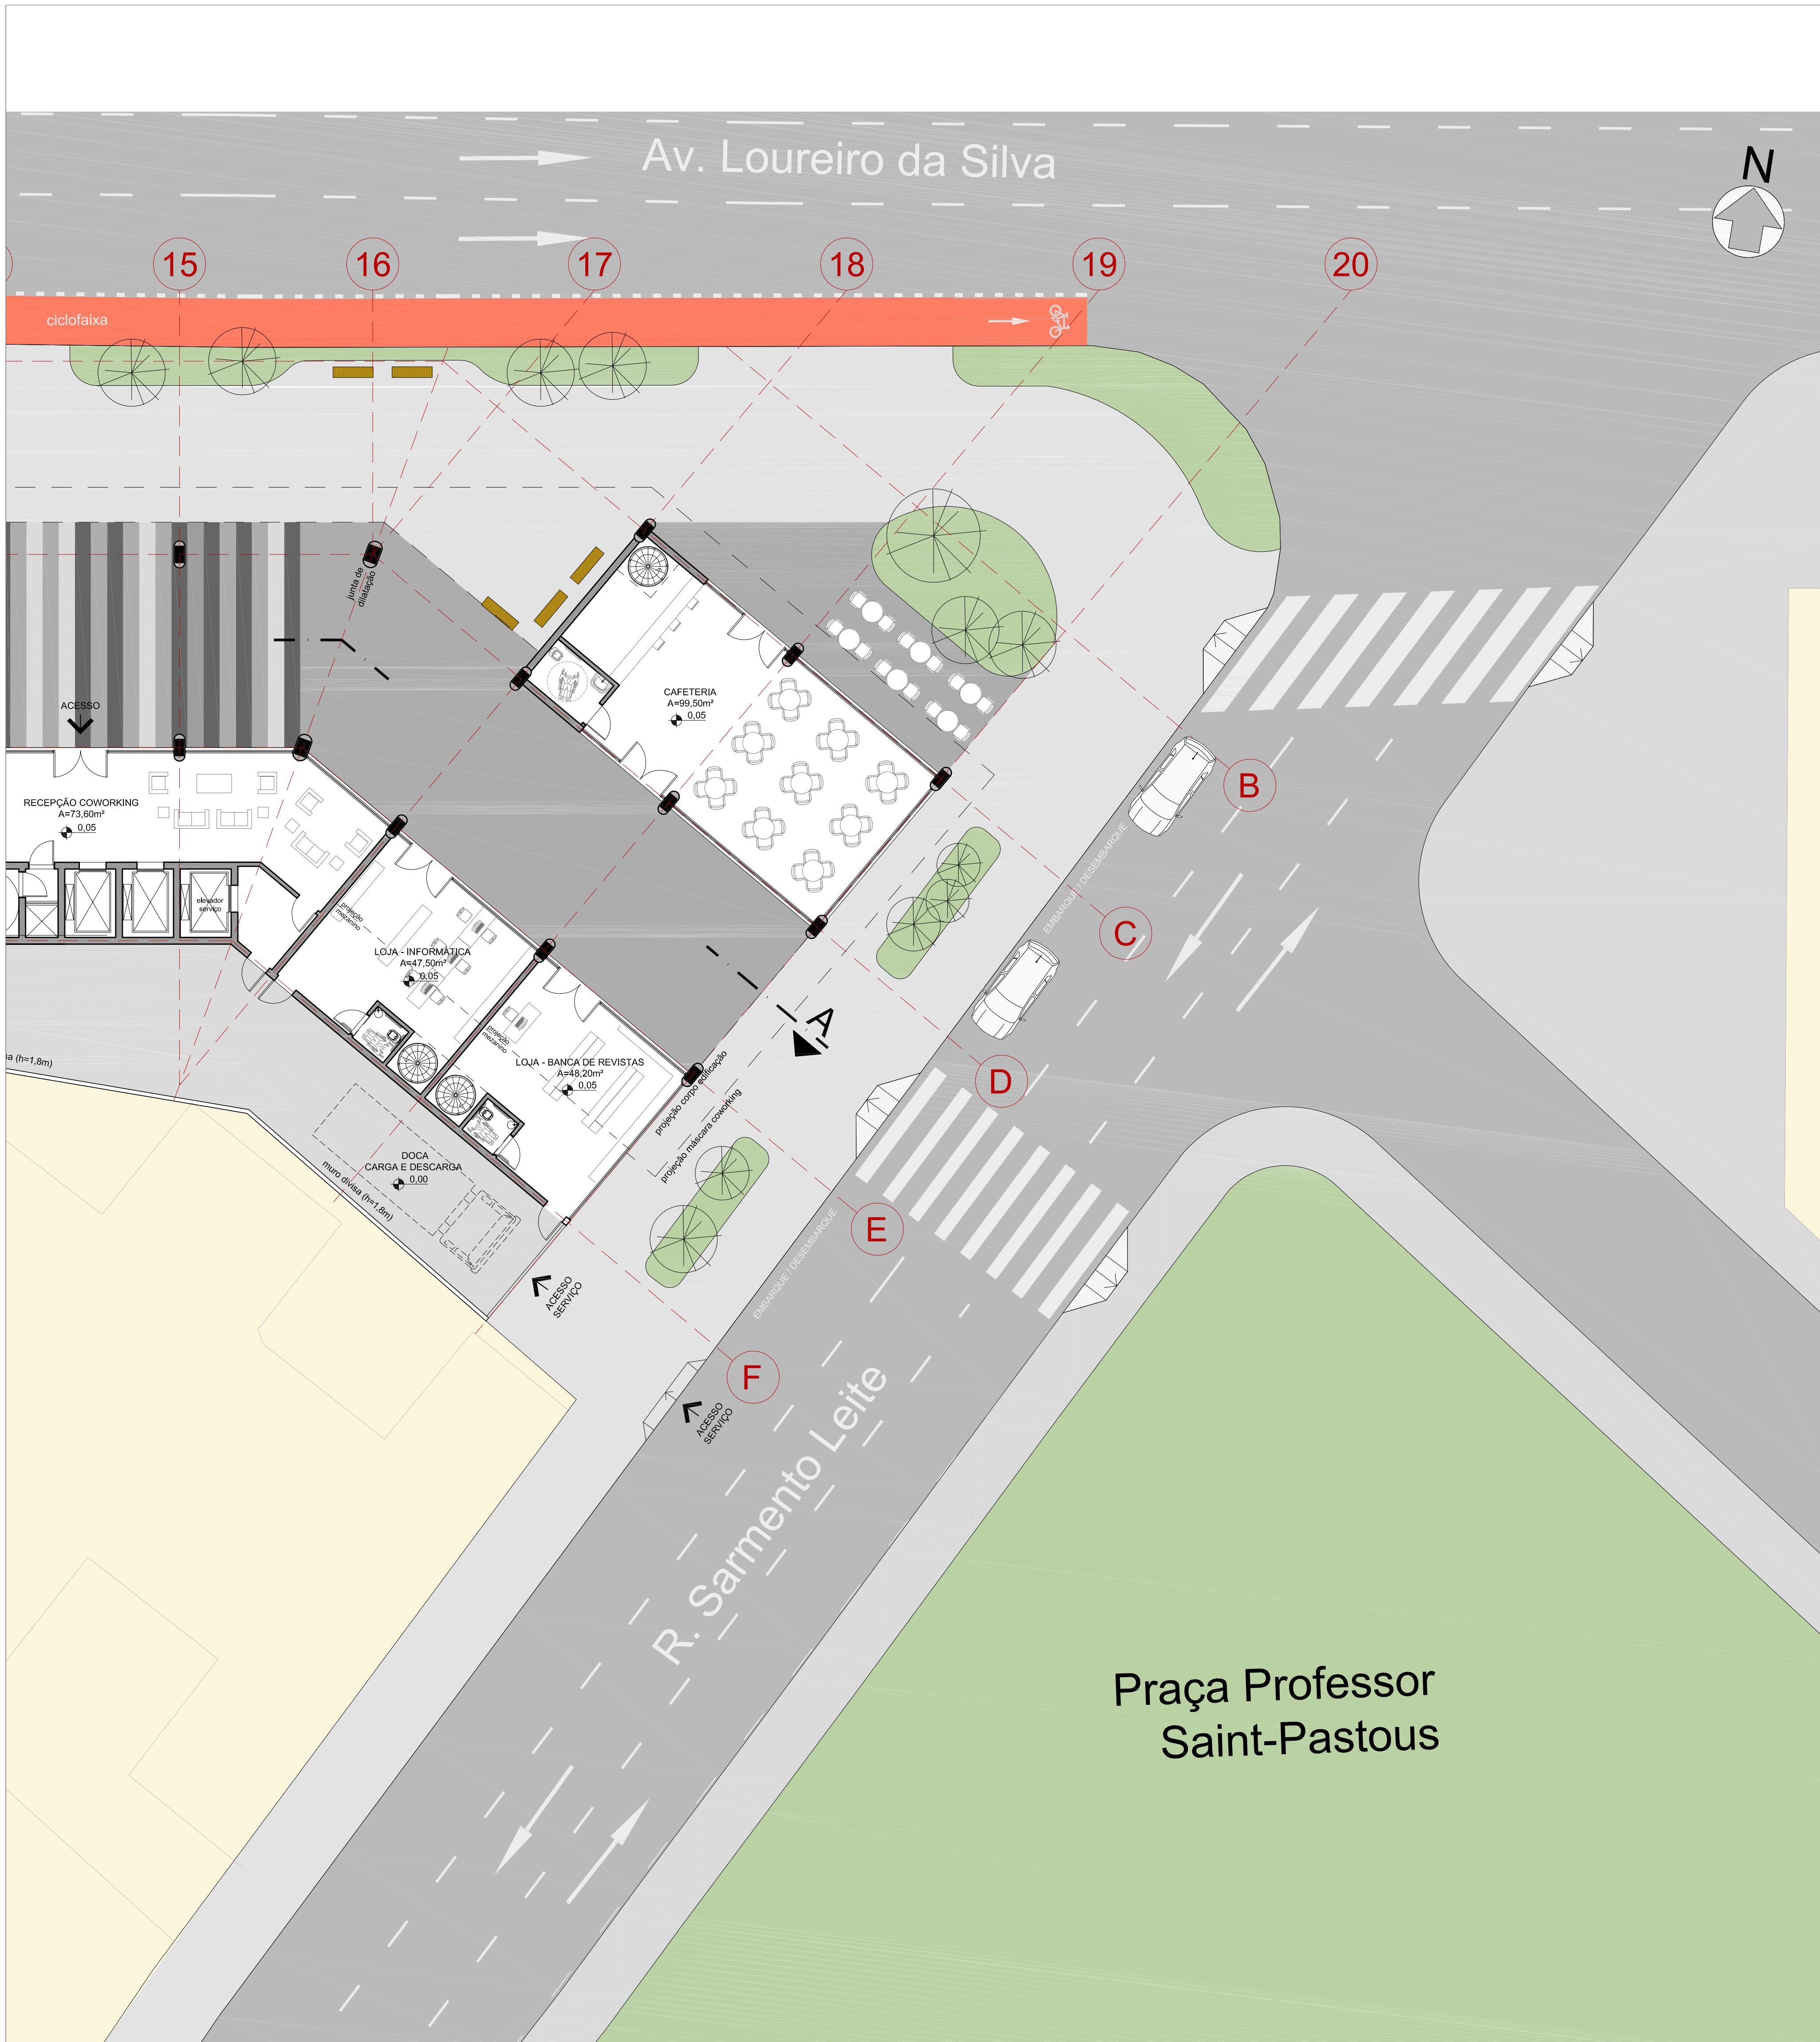 Av. Loureiro da Silva
N
15
16
17
18
19
20
ciclofaixa
junta de
dilatação
ACESSO
CAFETERIA
A=99,50m²
0,05
RECEPÇÃO COWORKING
A=73,60m²
0,05
elevador
serviço
projeção
mezanino
LOJA - INFORMÁTICA
A=47,50m²
0,05
projeção
mezanino
LOJA - BANCA DE REVISTAS
A=48,20m²
0,05
B
EMBARQUE / DESEMBARQUE
C
A
D
projeção corpo edificação
projeção máscara coworking
sa (h=1,8m)
DOCA
CARGA E DESCARGA
0,00
muro divisa (h=1,8m)
E
EMBARQUE / DESEMBARQUE
ACESSO
SERVIÇO
F
ACESSO
SERVIÇO
R. Sarmento Leite
Praça Professor
Saint-Pastous